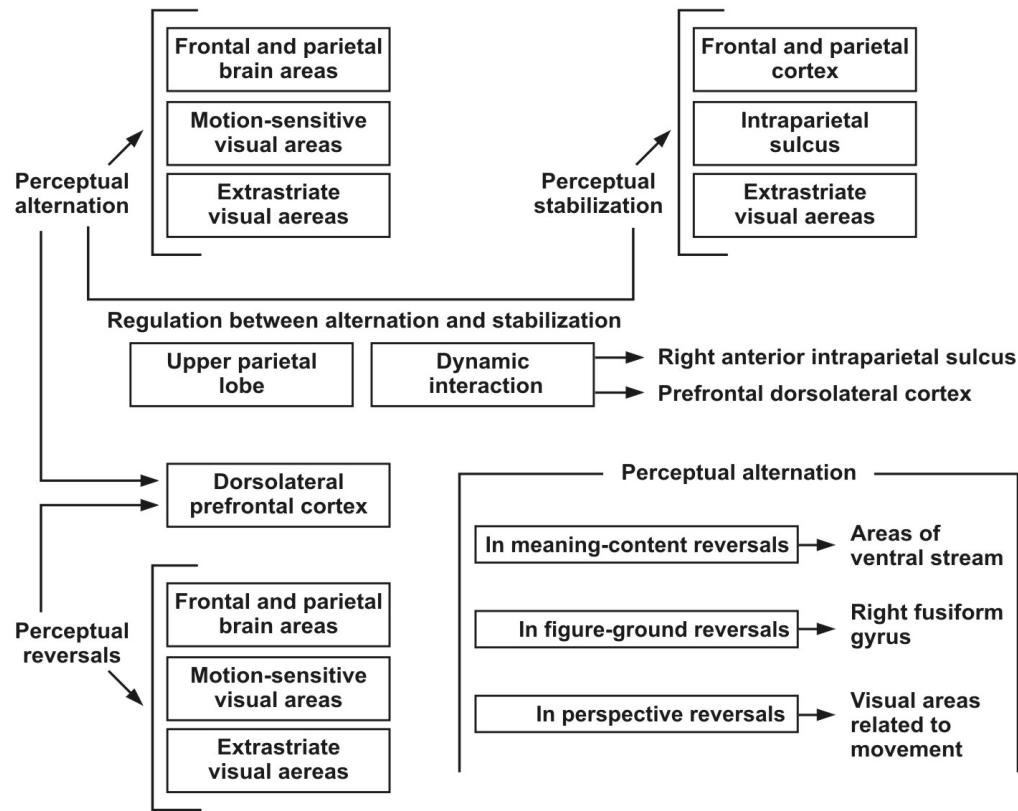 Frontal and parietal
brain areas
Motion-sensitive
visual areas
Extrastriate
visual aereas
Perceptual
alternation
Frontal and parietal
cortex
Intraparietal
sulcus
Extrastriate
visual aereas
Perceptual
stabilization
Regulation between alternation and stabilization
Upper parietal
lobe
Dynamic
interaction
Right anterior intraparietal sulcus
Prefrontal dorsolateral cortex
Dorsolateral
prefrontal cortex
Perceptual
reversals
Frontal and parietal
brain areas
Motion-sensitive
visual areas
Extrastriate
visual aereas
Perceptual alternation
In meaning-content reversals
Areas of
ventral stream
In figure-ground reversals
Right fusiform
gyrus
In perspective reversals
Visual areas
related to
movement